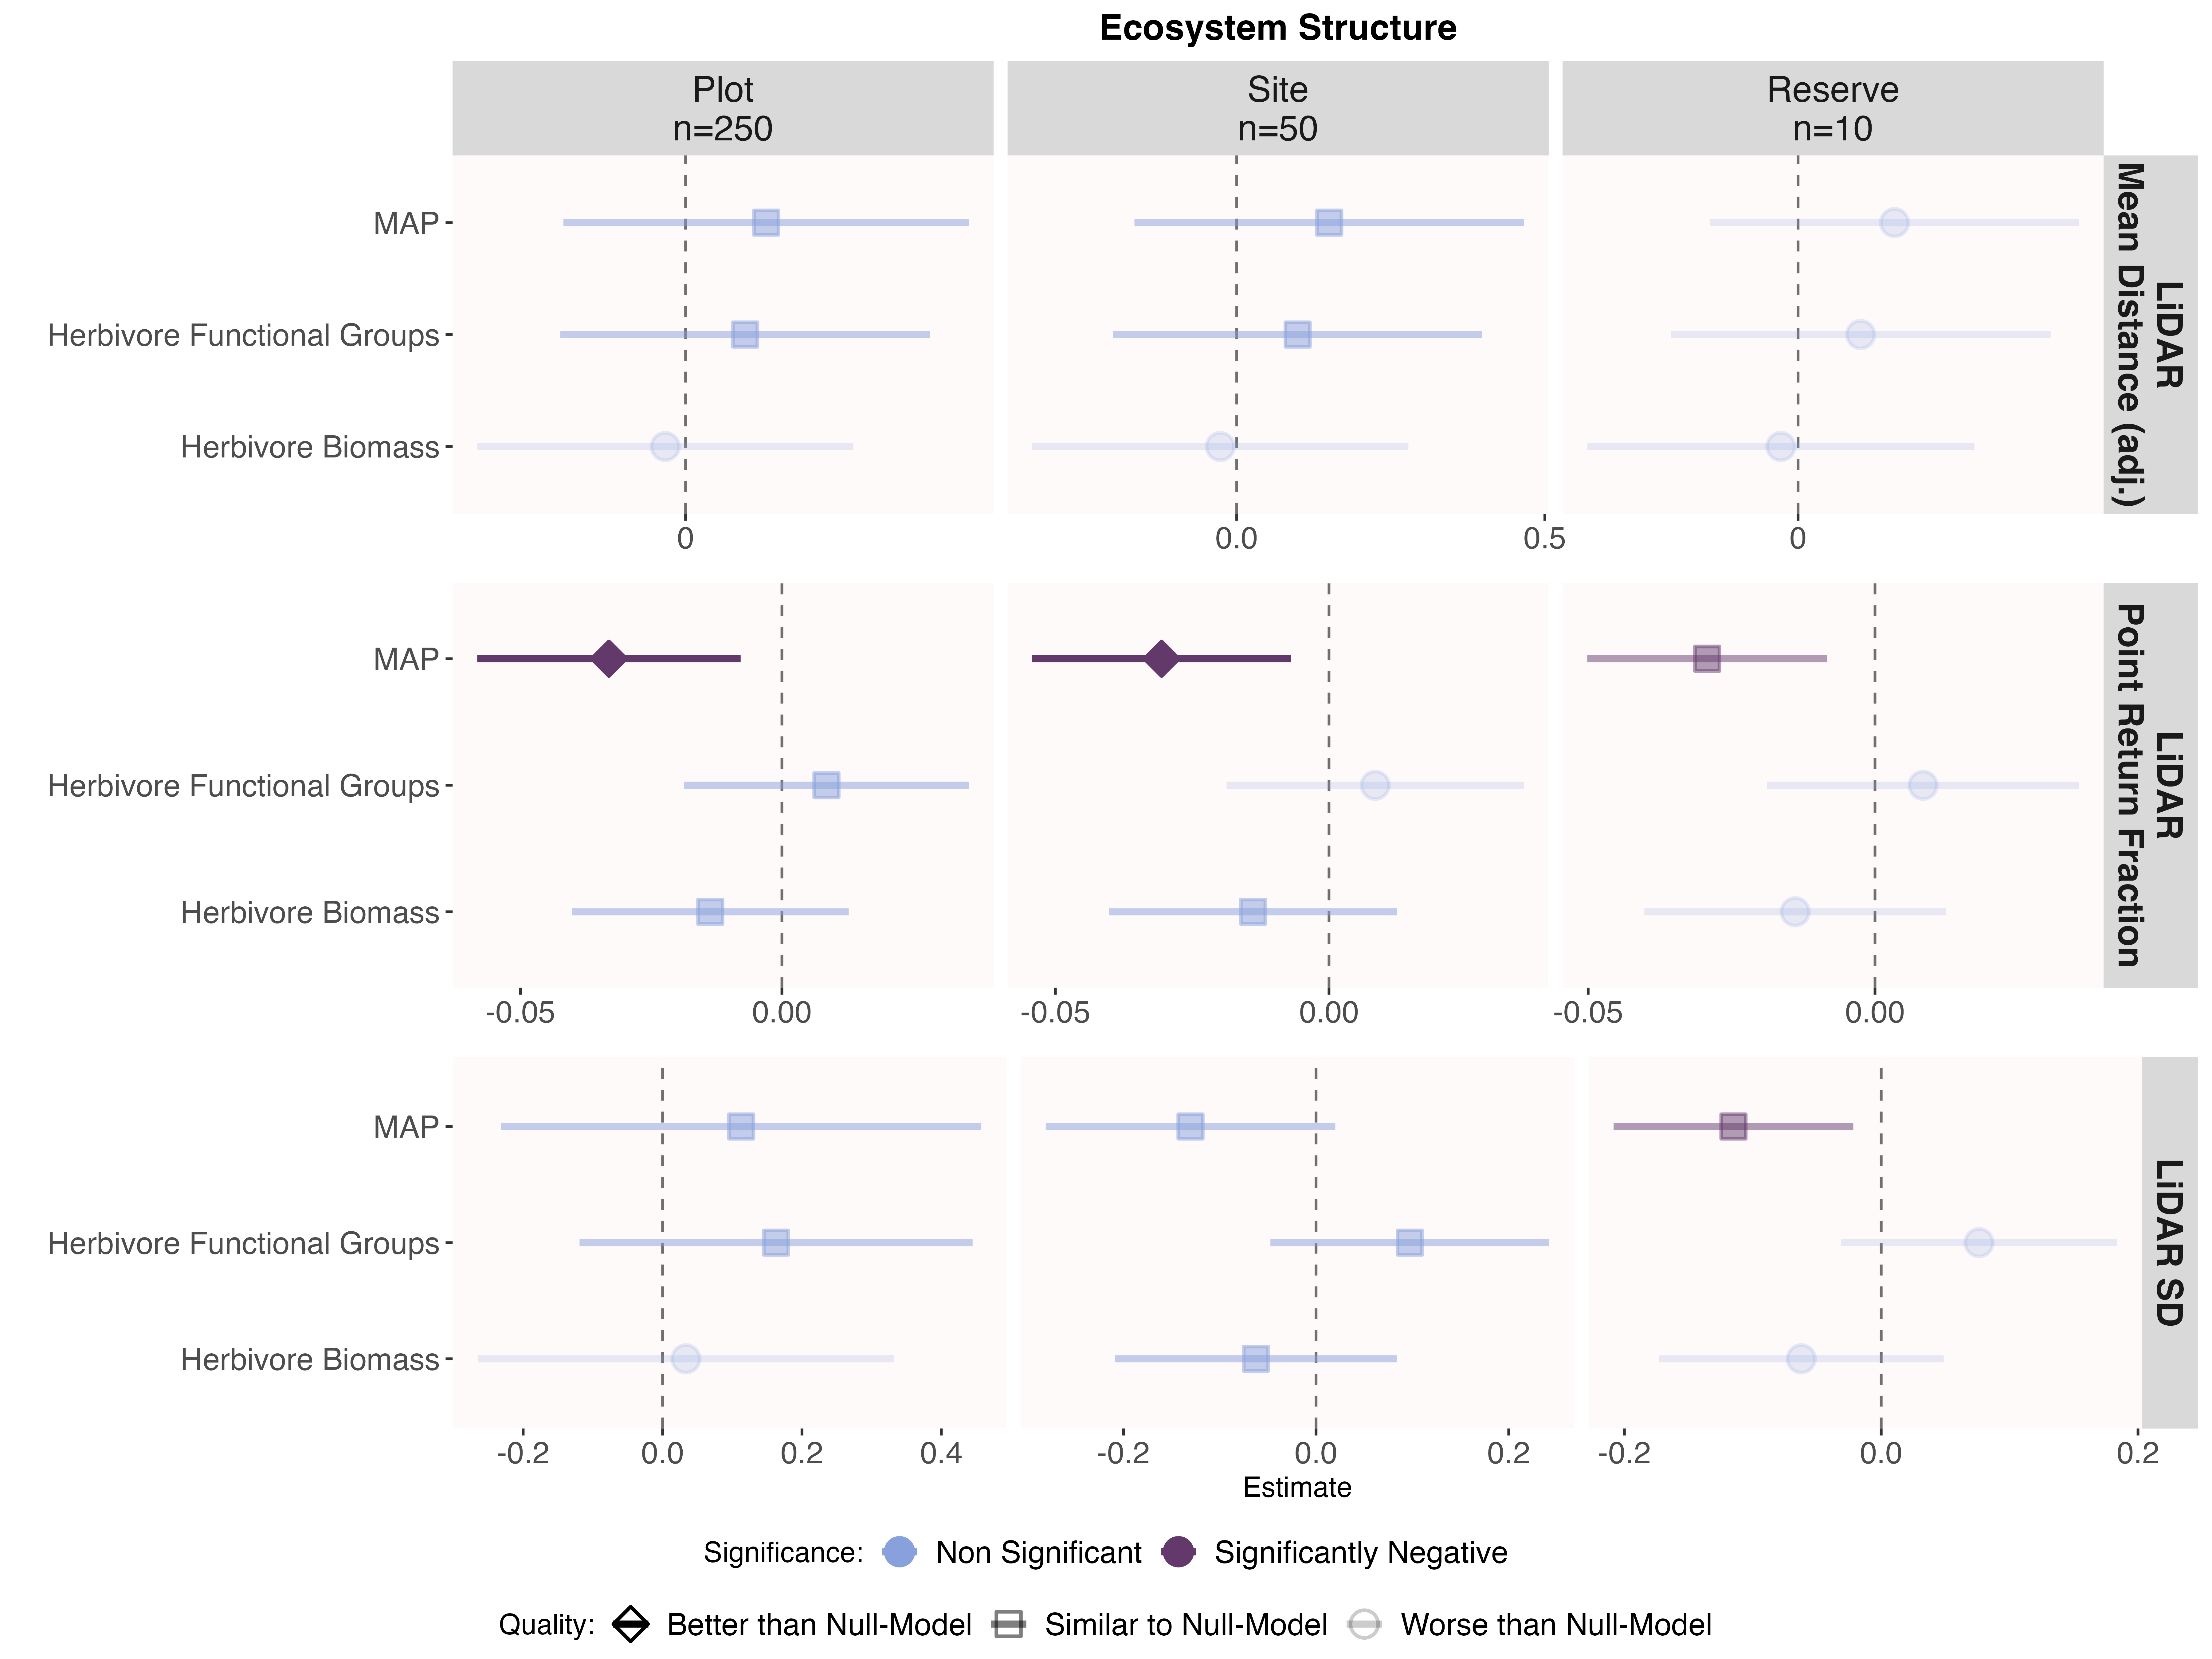 Ecosystem Structure
Plot
n=250
Site
n=50
Reserve
n=10
MAP
Herbivore Functional Groups
Herbivore Biomass
0
0.0
0.5
0
LiDAR
Mean Distance (adj.)
MAP
Herbivore Functional Groups
Herbivore Biomass
-0.05
0.00
-0.05
0.00
-0.05
0.00
LiDAR
Point Return Fraction
MAP
Herbivore Functional Groups
Herbivore Biomass
-0.2
0.0
0.2
0.4
-0.2
0.0
0.2
-0.2
0.0
0.2
LiDAR SD
Estimate
Significance: Non Significant Significantly Negative
Quality: Better than Null-Model Similar to Null-Model Worse than Null-Model